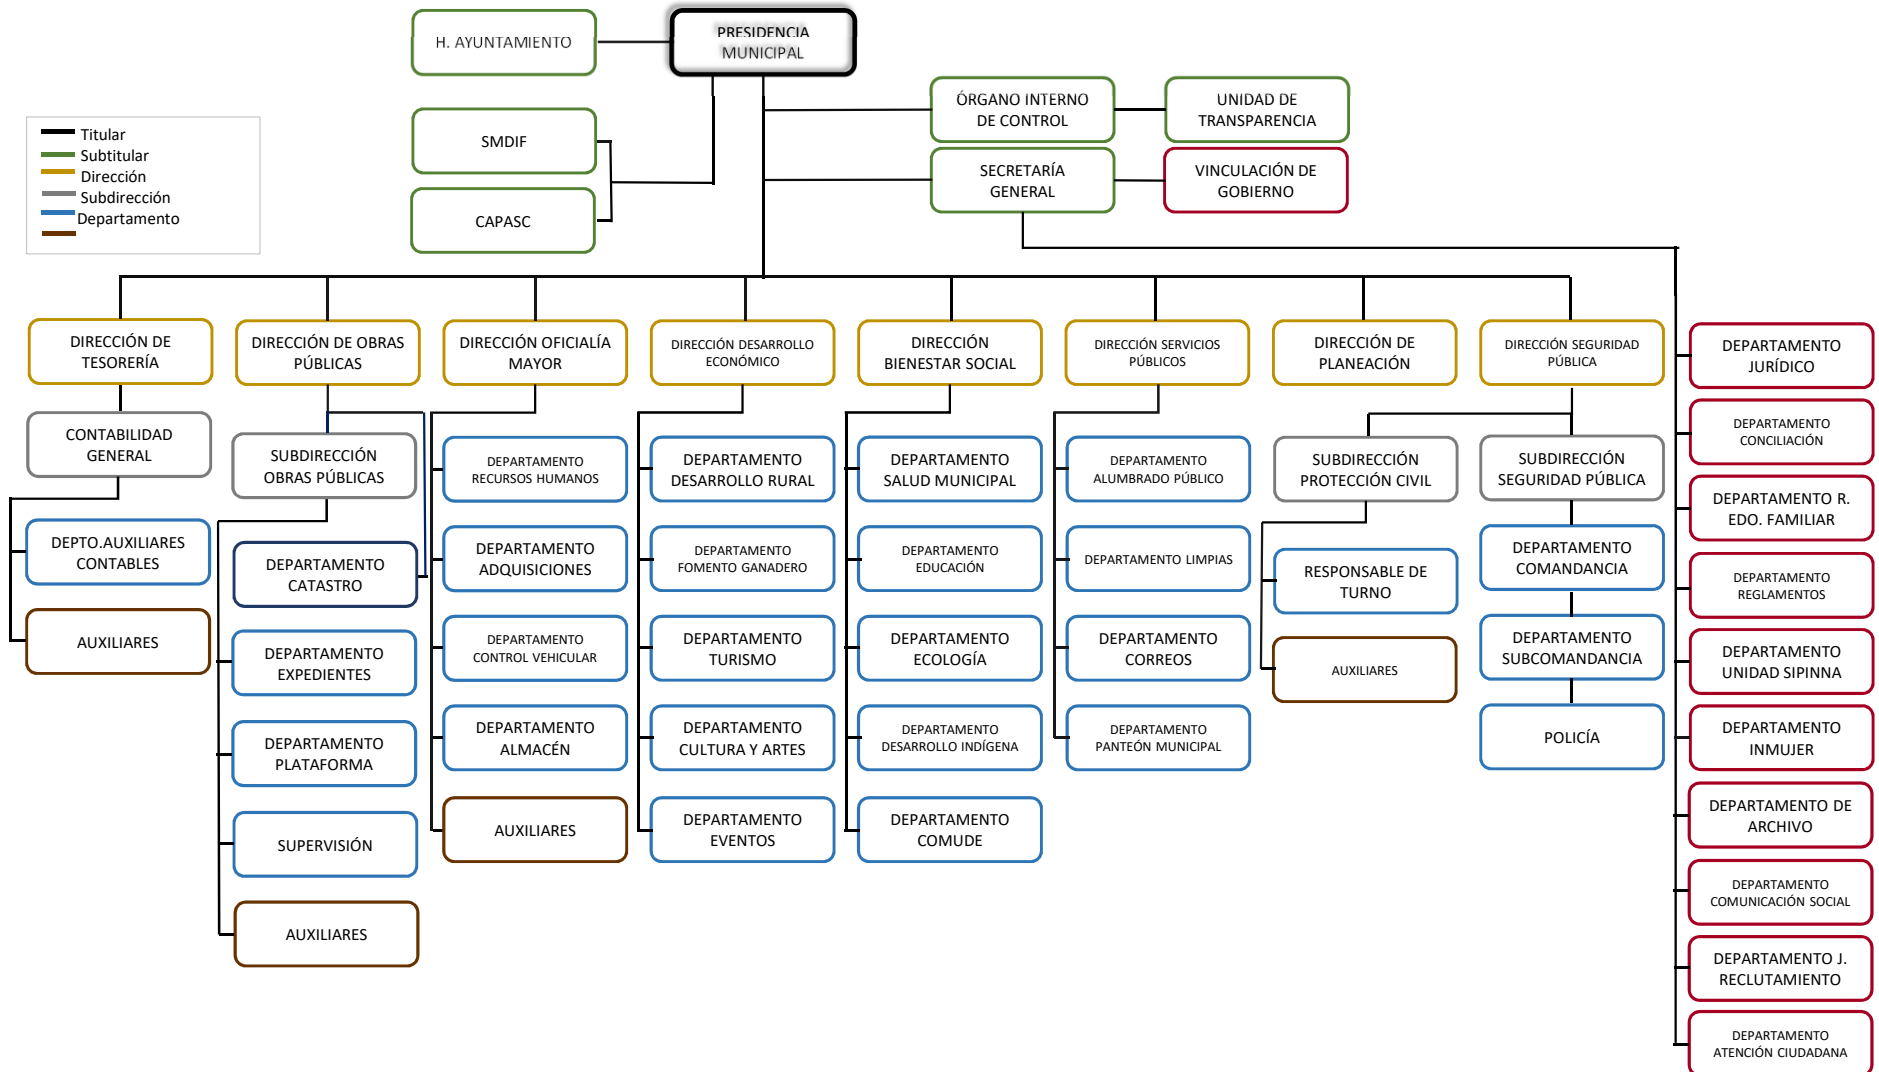 H. AYUNTAMIENTO
PRESIDENCIA
MUNICIPAL
ÓRGANO INTERNO
DE CONTROL
UNIDAD DE
TRANSPARENCIA
SMDIF
SECRETARÍA
GENERAL
VINCULACIÓN DE
GOBIERNO
CAPASC
Titular
Subtitular
Dirección
Subdirección
Departamento
DIRECCIÓN DE
TESORERÍA
DIRECCIÓN DE OBRAS
PÚBLICAS
DIRECCIÓN OFICIALÍA
MAYOR
DIRECCIÓN DESARROLLO
ECONÓMICO
DIRECCIÓN
BIENESTAR SOCIAL
DIRECCIÓN SERVICIOS
PÚBLICOS
DIRECCIÓN DE
PLANEACIÓN
DIRECCIÓN SEGURIDAD
PÚBLICA
CONTABILIDAD
GENERAL
DEPTO.AUXILIARES
CONTABLES
AUXILIARES
SUBDIRECCIÓN
OBRAS PÚBLICAS
DEPARTAMENTO
CATASTRO
DEPARTAMENTO
EXPEDIENTES
DEPARTAMENTO
PLATAFORMA
SUPERVISIÓN
AUXILIARES
DEPARTAMENTO
RECURSOS HUMANOS
DEPARTAMENTO
ADQUISICIONES
DEPARTAMENTO
CONTROL VEHICULAR
DEPARTAMENTO
ALMACÉN
AUXILIARES
DEPARTAMENTO
DESARROLLO RURAL
DEPARTAMENTO
FOMENTO GANADERO
DEPARTAMENTO
TURISMO
DEPARTAMENTO
CULTURA Y ARTES
DEPARTAMENTO
EVENTOS
DEPARTAMENTO
SALUD MUNICIPAL
DEPARTAMENTO
EDUCACIÓN
DEPARTAMENTO
ECOLOGÍA
DEPARTAMENTO
DESARROLLO INDÍGENA
DEPARTAMENTO
COMUDE
DEPARTAMENTO
ALUMBRADO PÚBLICO
DEPARTAMENTO LIMPIAS
DEPARTAMENTO
CORREOS
DEPARTAMENTO
PANTEÓN MUNICIPAL
SUBDIRECCIÓN
PROTECCIÓN CIVIL
RESPONSABLE DE
TURNO
AUXILIARES
SUBDIRECCIÓN
SEGURIDAD PÚBLICA
DEPARTAMENTO
COMANDANCIA
DEPARTAMENTO
SUBCOMANDANCIA
POLICÍA
DEPARTAMENTO
JURÍDICO
DEPARTAMENTO
CONCILIACIÓN
DEPARTAMENTO R.
EDO. FAMILIAR
DEPARTAMENTO
REGLAMENTOS
DEPARTAMENTO
UNIDAD SIPINNA
DEPARTAMENTO
INMUJER
DEPARTAMENTO DE
ARCHIVO
DEPARTAMENTO
COMUNICACIÓN SOCIAL
DEPARTAMENTO J.
RECLUTAMIENTO
DEPARTAMENTO
ATENCIÓN CIUDADANA